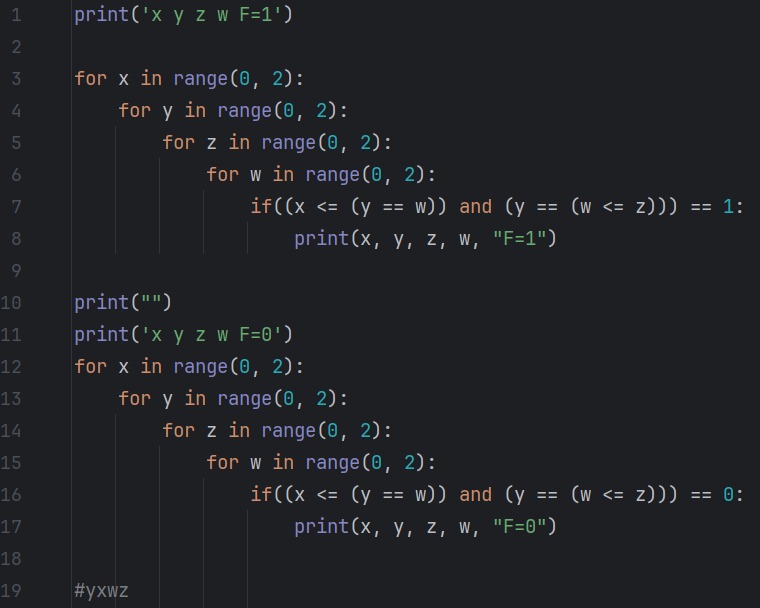 1 print('x y z w F=1')
2
3 for x in range(0, 2):
4     for y in range(0, 2):
5         for z in range(0, 2):
6             for w in range(0, 2):
7                 if((x <= (y == w)) and (y == (w <= z))) == 1:
8                     print(x, y, z, w, "F=1")
9
10 print("")
11 print('x y z w F=0')
12 for x in range(0, 2):
13     for y in range(0, 2):
14         for z in range(0, 2):
15             for w in range(0, 2):
16                 if((x <= (y == w)) and (y == (w <= z))) == 0:
17                     print(x, y, z, w, "F=0")
18
19 #yxwz